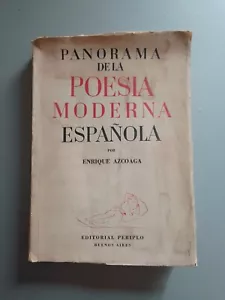 PANORAMA
DE LA
POESIA
MODERNA
ESPAÑOLA
POR
ENRIQUE AZCOAGA
EDITORIAL PERIPLO
BUENOS AIRES